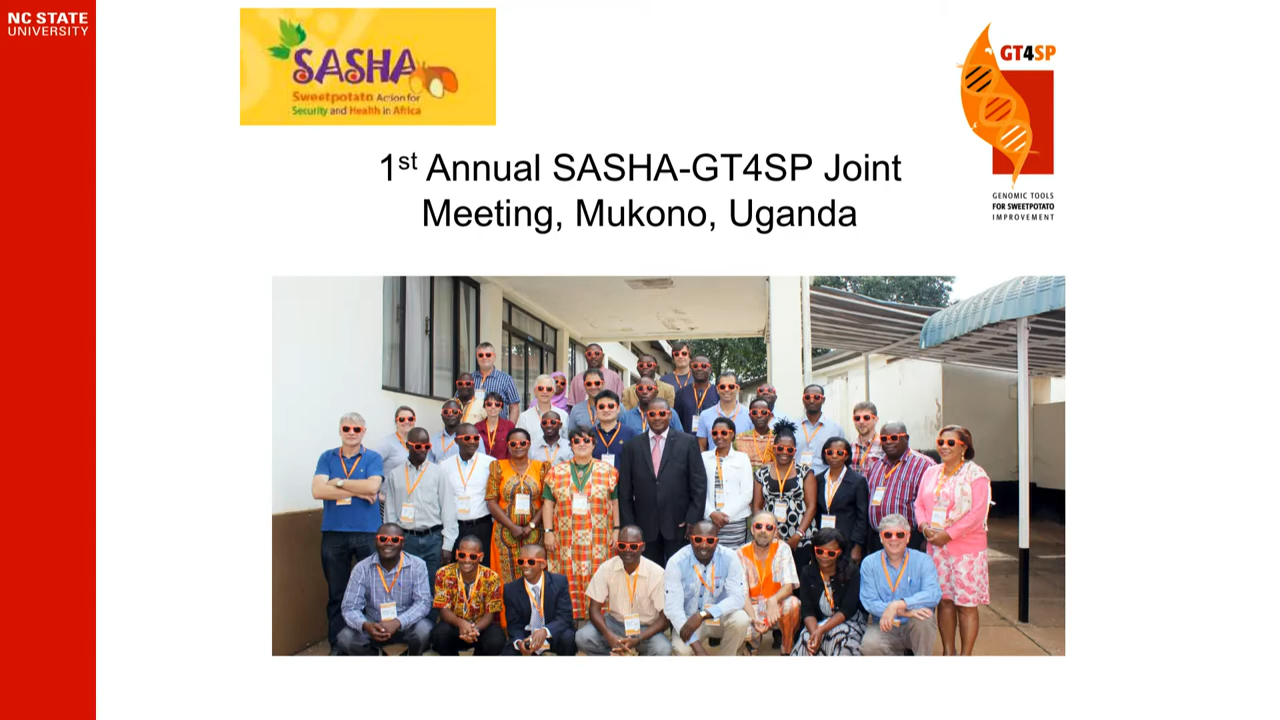 NC STATE
UNIVERSITY
SASHA
Sweetpotato Action for
Security and Health in Africa
GT4SP
GENOMIC TOOLS
FOR SWEETPOTATO
IMPROVEMENT
1st Annual SASHA-GT4SP Joint
Meeting, Mukono, Uganda